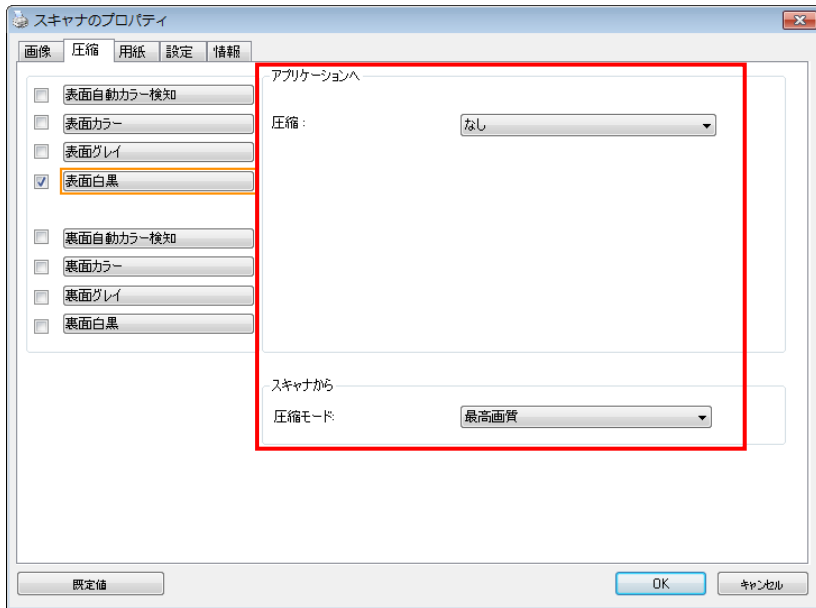 スキャナのプロパティ
画像 圧縮 用紙 設定 情報
アプリケーションへ
表面自動カラー検知
表面カラー
圧縮: なし
表面グレイ
表面白黒
裏面自動カラー検知
裏面カラー
裏面グレイ
裏面白黒
スキャナから
圧縮モード: 最高画質
既定値 OK キャンセル